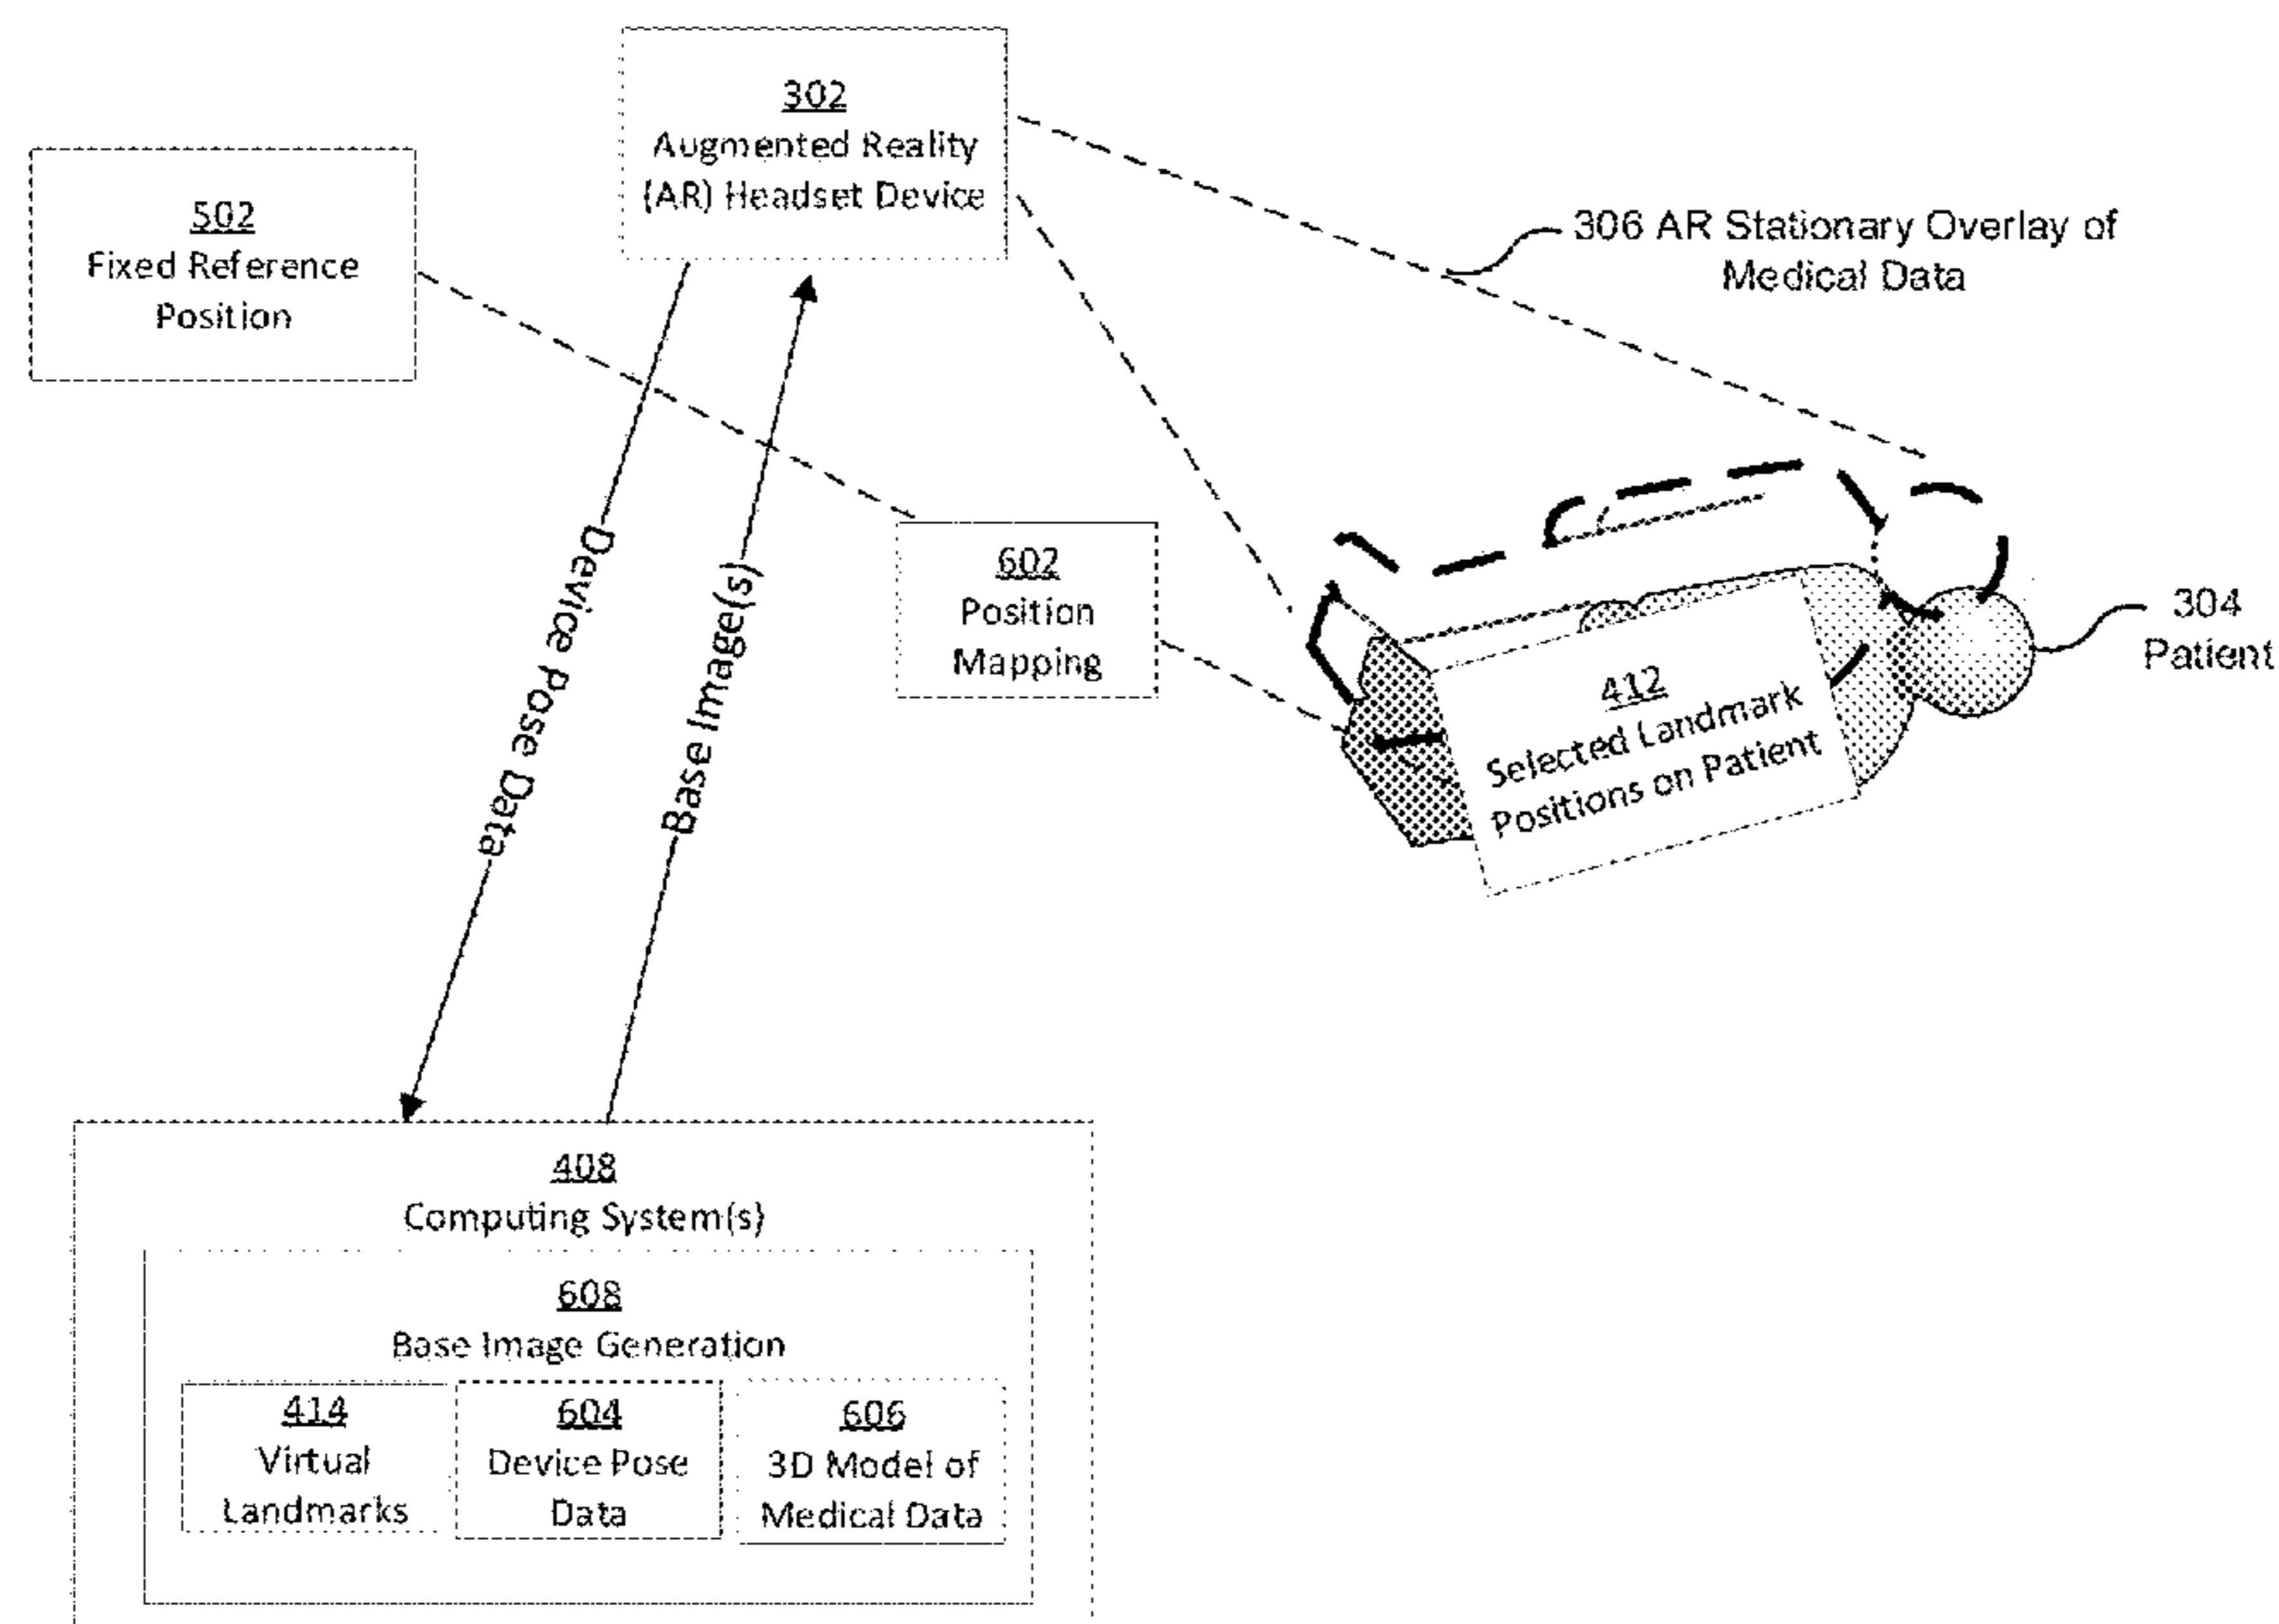 302
Augmented Reality
(AR) Headset Device
502
Fixed Reference
Position
306 AR Stationary Overlay of
Medical Data
602
Position
Mapping
304
Patient
412
Selected Landmark
Positions on Patient
Device Pose Data
Base Image(s)
408
Computing System(s)
608
Base Image Generation
414
Virtual
Landmarks
604
Device Pose
Data
606
3D Model of
Medical Data